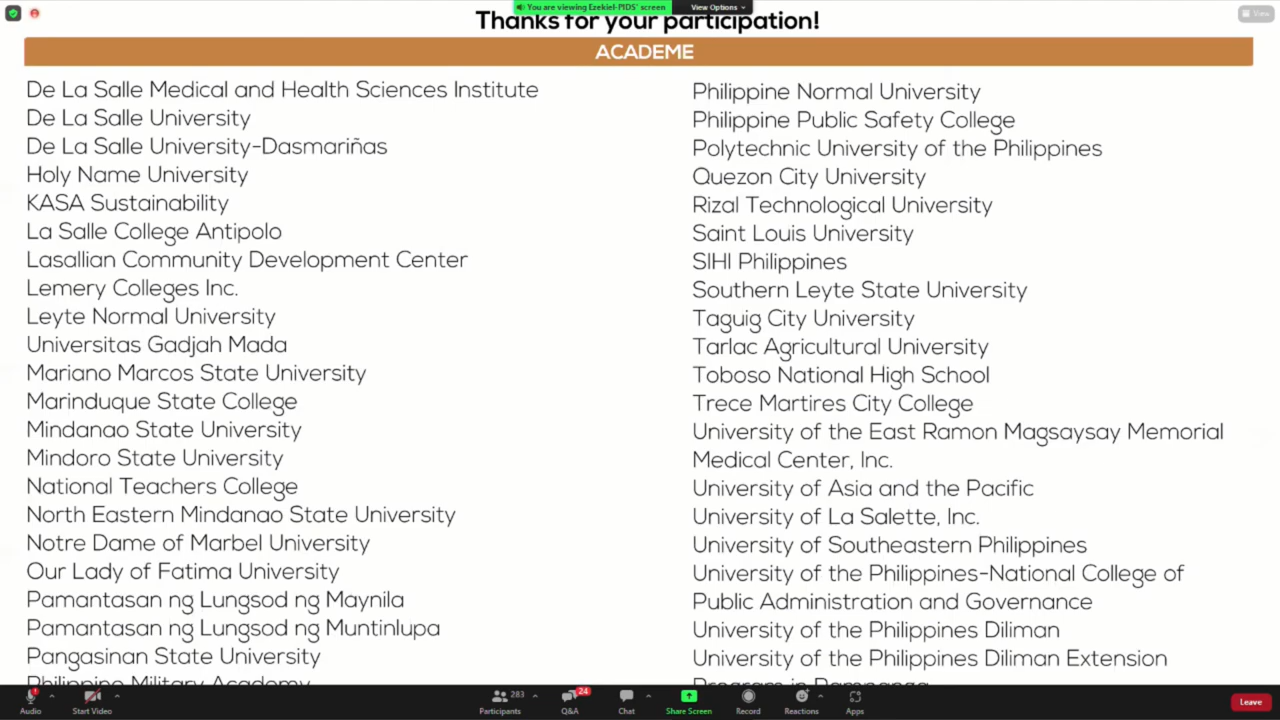 You are viewing Ezekiel-PIDS' screen
View Options
View
Thanks for your participation!
ACADEME
De La Salle Medical and Health Sciences Institute
De La Salle University
De La Salle University-Dasmariñas
Holy Name University
KASA Sustainability
La Salle College Antipolo
Lasallian Community Development Center
Lemery Colleges Inc.
Leyte Normal University
Universitas Gadjah Mada
Mariano Marcos State University
Marinduque State College
Mindanao State University
Mindoro State University
National Teachers College
North Eastern Mindanao State University
Notre Dame of Marbel University
Our Lady of Fatima University
Pamantasan ng Lungsod ng Maynila
Pamantasan ng Lungsod ng Muntinlupa
Pangasinan State University
Philippine Military Academy
Philippine Normal University
Philippine Public Safety College
Polytechnic University of the Philippines
Quezon City University
Rizal Technological University
Saint Louis University
SIHI Philippines
Southern Leyte State University
Taguig City University
Tarlac Agricultural University
Toboso National High School
Trece Martires City College
University of the East Ramon Magsaysay Memorial
Medical Center, Inc.
University of Asia and the Pacific
University of La Salette, Inc.
University of Southeastern Philippines
University of the Philippines-National College of
Public Administration and Governance
University of the Philippines Diliman
University of the Philippines Diliman Extension
Program in Pampanga
Audio
Start Video
Participants
283
Q&A
24
Chat
Share Screen
Record
Reactions
Apps
Leave